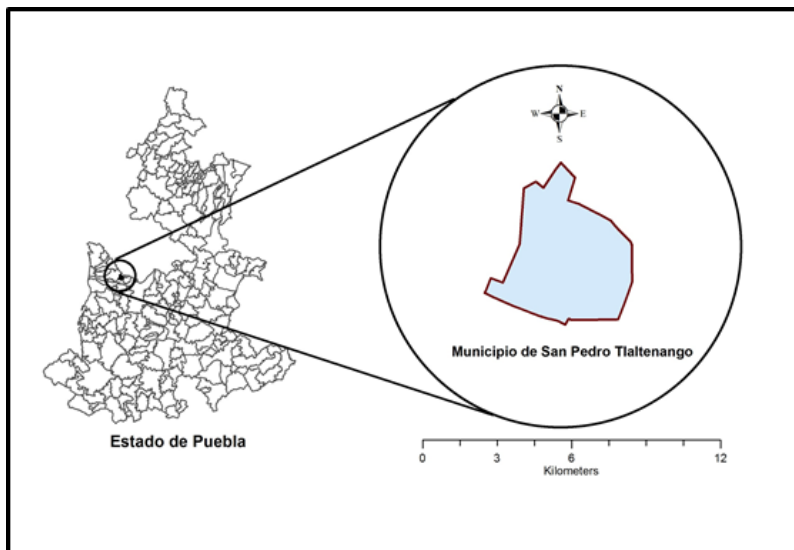 N
W E
S
Municipio de San Pedro Tlaltenango
Estado de Puebla
0 3 6 12
Kilometers